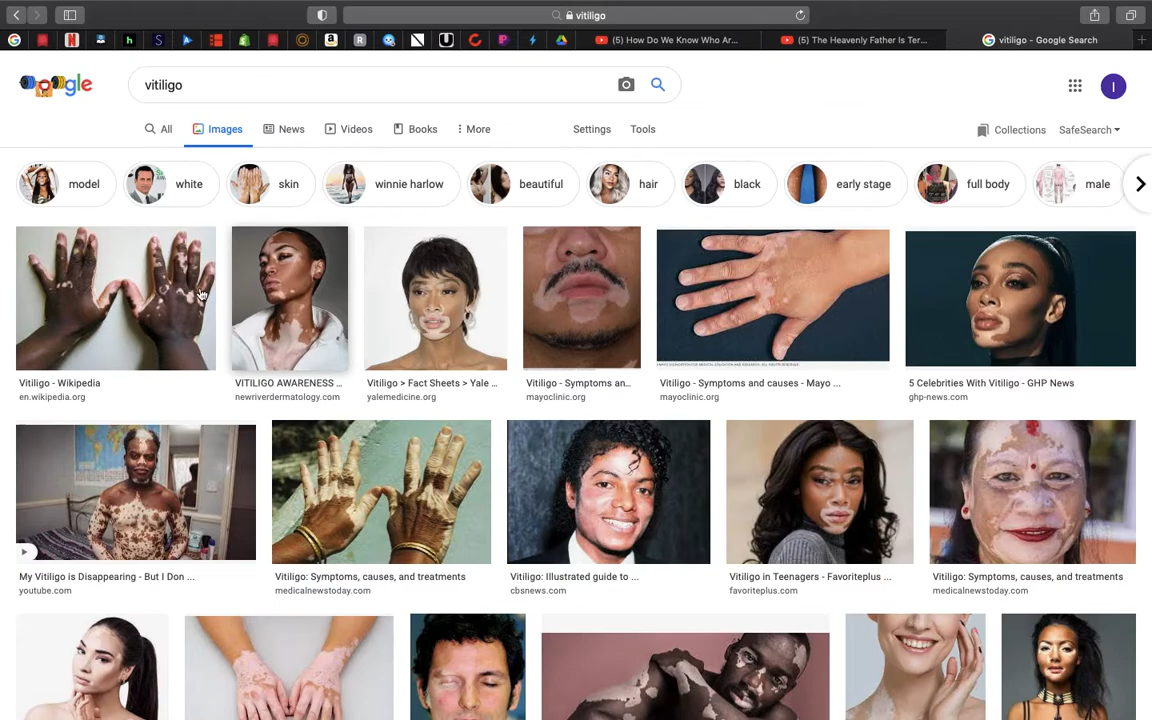 vitiligo
(5) How Do We Know Who Ar...
(5) The Heavenly Father Is Ter...
vitiligo - Google Search
Google
vitiligo
All
Images
News
Videos
Books
More
Settings
Tools
Collections
SafeSearch
I
model
white
skin
winnie harlow
beautiful
hair
black
early stage
full body
male
Vitiligo - Wikipedia
en.wikipedia.org
VITILIGO AWARENESS ...
newriverdermatology.com
Vitiligo > Fact Sheets > Yale ...
yalemedicine.org
Vitiligo - Symptoms an...
mayoclinic.org
Vitiligo - Symptoms and causes - Mayo ...
mayoclinic.org
5 Celebrities With Vitiligo - GHP News
ghp-news.com
My Vitiligo is Disappearing - But I Don ...
youtube.com
Vitiligo: Symptoms, causes, and treatments
medicalnewstoday.com
Vitiligo: Illustrated guide to ...
cbsnews.com
Vitiligo in Teenagers - Favoriteplus ...
favoriteplus.com
Vitiligo: Symptoms, causes, and treatments
medicalnewstoday.com